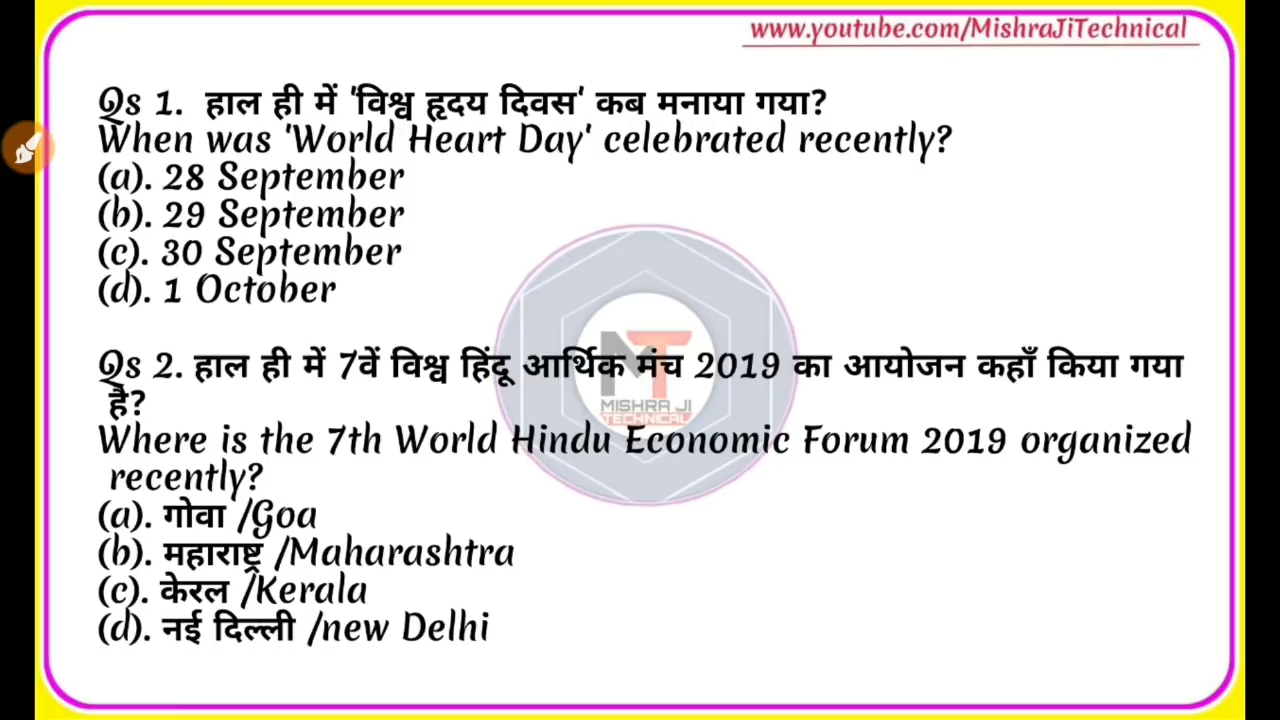 www.youtube.com/MishraJiTechnical
Qs 1. हाल ही में 'विश्व हृदय दिवस' कब मनाया गया?
When was 'World Heart Day' celebrated recently?
(a). 28 September
(b). 29 September
(c). 30 September
(d). 1 October
Qs 2. हाल ही में 7वें विश्व हिंदू आर्थिक मंच 2019 का आयोजन कहाँ किया गया
है?
Where is the 7th World Hindu Economic Forum 2019 organized
recently?
(a). गोवा /Goa
(b). महाराष्ट्र /Maharashtra
(c). केरल /Kerala
(d). नई दिल्ली /new Delhi
MT
MISHRA JI
TECHNICAL